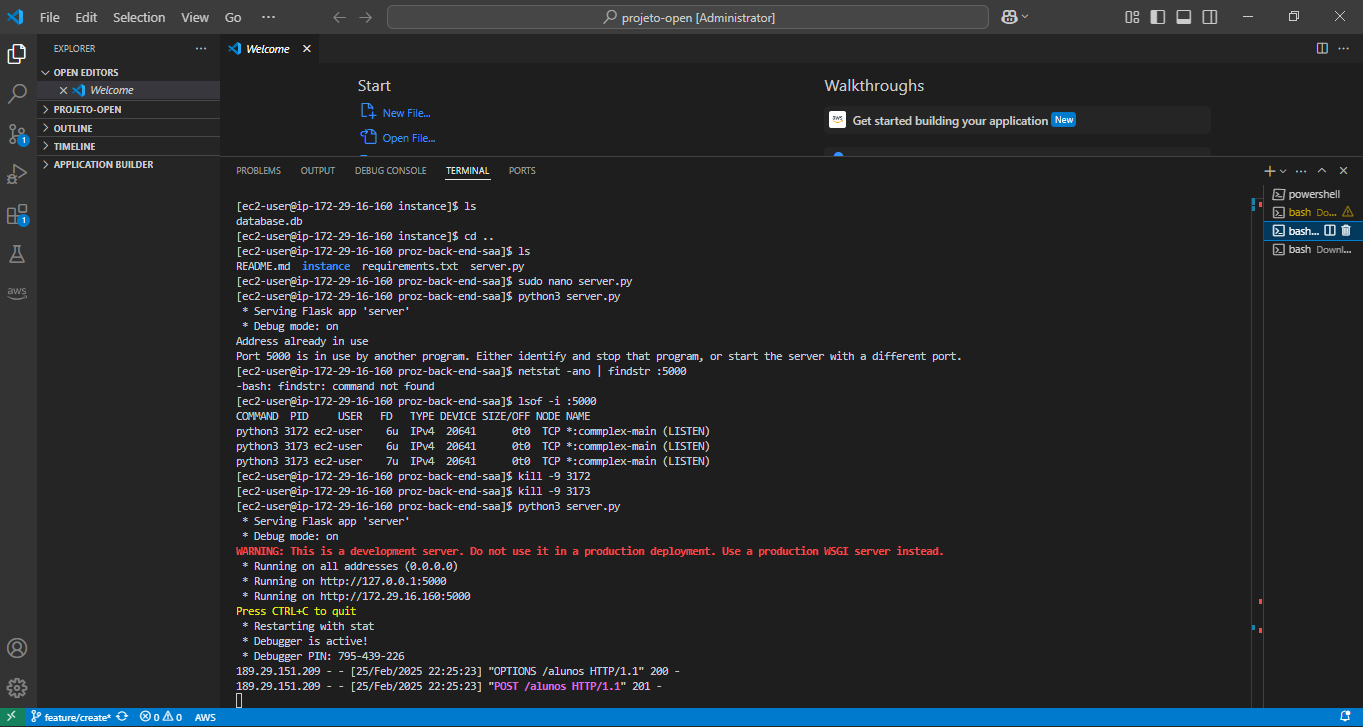 File Edit Selection View Go ··· projeto-open [Administrator]
EXPLORER ···
OPEN EDITORS
Welcome
PROJETO-OPEN
OUTLINE
TIMELINE
APPLICATION BUILDER
1
1
aws
Welcome
Start
New File...
Open File...
Walkthroughs
aws Get started building your application New
PROBLEMS OUTPUT DEBUG CONSOLE TERMINAL PORTS
[ec2-user@ip-172-29-16-160 instance]$ ls
database.db
[ec2-user@ip-172-29-16-160 instance]$ cd ..
[ec2-user@ip-172-29-16-160 proz-back-end-saa]$ ls
README.md instance requirements.txt server.py
[ec2-user@ip-172-29-16-160 proz-back-end-saa]$ sudo nano server.py
[ec2-user@ip-172-29-16-160 proz-back-end-saa]$ python3 server.py
* Serving Flask app 'server'
* Debug mode: on
Address already in use
Port 5000 is in use by another program. Either identify and stop that program, or start the server with a different port.
[ec2-user@ip-172-29-16-160 proz-back-end-saa]$ netstat -ano | findstr :5000
-bash: findstr: command not found
[ec2-user@ip-172-29-16-160 proz-back-end-saa]$ lsof -i :5000
COMMAND PID USER FD TYPE DEVICE SIZE/OFF NODE NAME
python3 3172 ec2-user 6u IPv4 20641 0t0 TCP *:commplex-main (LISTEN)
python3 3173 ec2-user 6u IPv4 20641 0t0 TCP *:commplex-main (LISTEN)
python3 3173 ec2-user 7u IPv4 20641 0t0 TCP *:commplex-main (LISTEN)
[ec2-user@ip-172-29-16-160 proz-back-end-saa]$ kill -9 3172
[ec2-user@ip-172-29-16-160 proz-back-end-saa]$ kill -9 3173
[ec2-user@ip-172-29-16-160 proz-back-end-saa]$ python3 server.py
* Serving Flask app 'server'
* Debug mode: on
WARNING: This is a development server. Do not use it in a production deployment. Use a production WSGI server instead.
* Running on all addresses (0.0.0.0)
* Running on http://127.0.0.1:5000
* Running on http://172.29.16.160:5000
Press CTRL+C to quit
* Restarting with stat
* Debugger is active!
* Debugger PIN: 795-439-226
189.29.151.209 - - [25/Feb/2025 22:25:23] "OPTIONS /alunos HTTP/1.1" 200 -
189.29.151.209 - - [25/Feb/2025 22:25:23] "POST /alunos HTTP/1.1" 201 -
powershell
bash Do...
bash...
bash Downl...
feature/create* 0 0 AWS